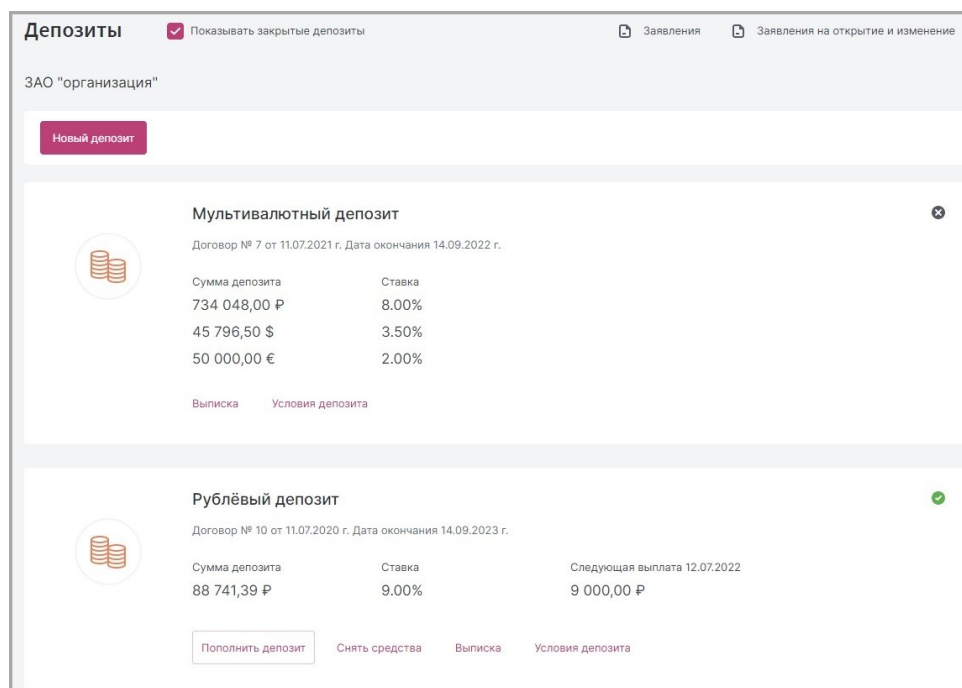 Депозиты Показывать закрытые депозиты Заявления Заявления на открытие и изменение
ЗАО "организация"
Новый депозит
Мультивалютный депозит
Договор № 7 от 11.07.2021 г. Дата окончания 14.09.2022 г.
Сумма депозита Ставка
734 048,00 ₽ 8.00%
45 796,50 $ 3.50%
50 000,00 € 2.00%
Выписка Условия депозита
Рублёвый депозит
Договор № 10 от 11.07.2020 г. Дата окончания 14.09.2023 г.
Сумма депозита Ставка Следующая выплата 12.07.2022
88 741,39 ₽ 9.00% 9 000,00 ₽
Пополнить депозит Снять средства Выписка Условия депозита